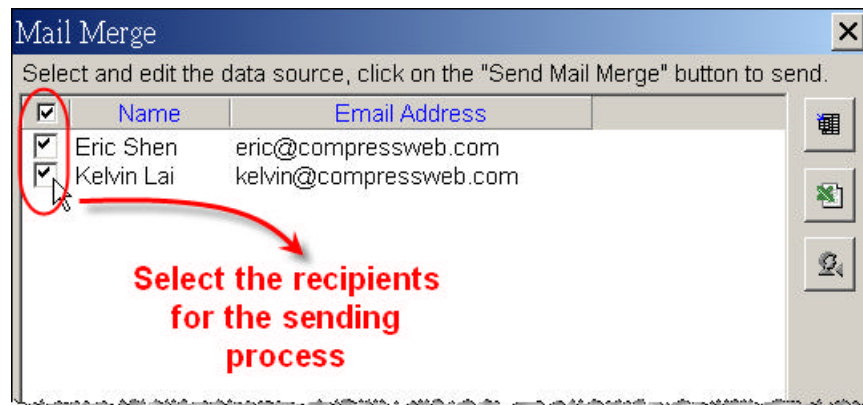 Mail Merge
Select and edit the data source, click on the "Send Mail Merge" button to send.
Name Email Address
Eric Shen eric@compressweb.com
Kelvin Lai kelvin@compressweb.com
Select the recipients
for the sending
process